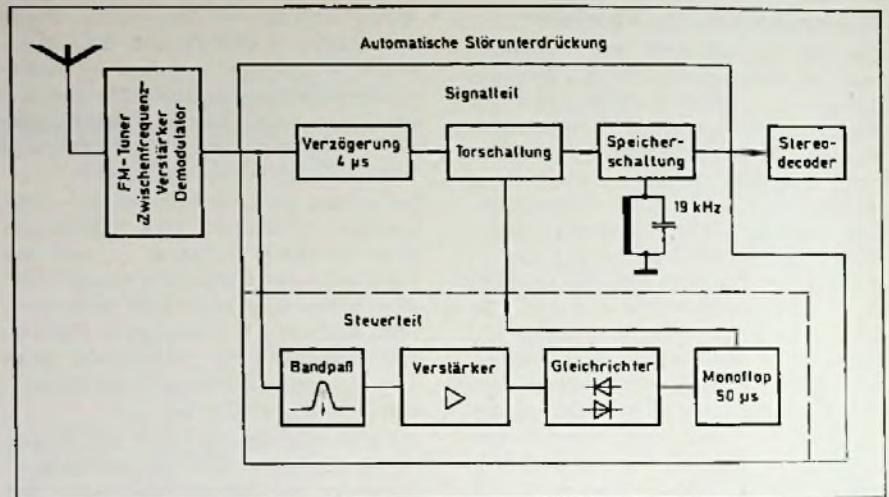 Automatische Störunterdrückung
FM-Tuner
Zwischenfrequenz-
Verstärker
Demodulator
Signalteil
Verzögerung
4 µs
Torschaltung
Speicher-
schaltung
Stereo-
decoder
19 kHz
Steuerteil
Bandpaß
Verstärker
Gleichrichter
Monoflop
50 µs